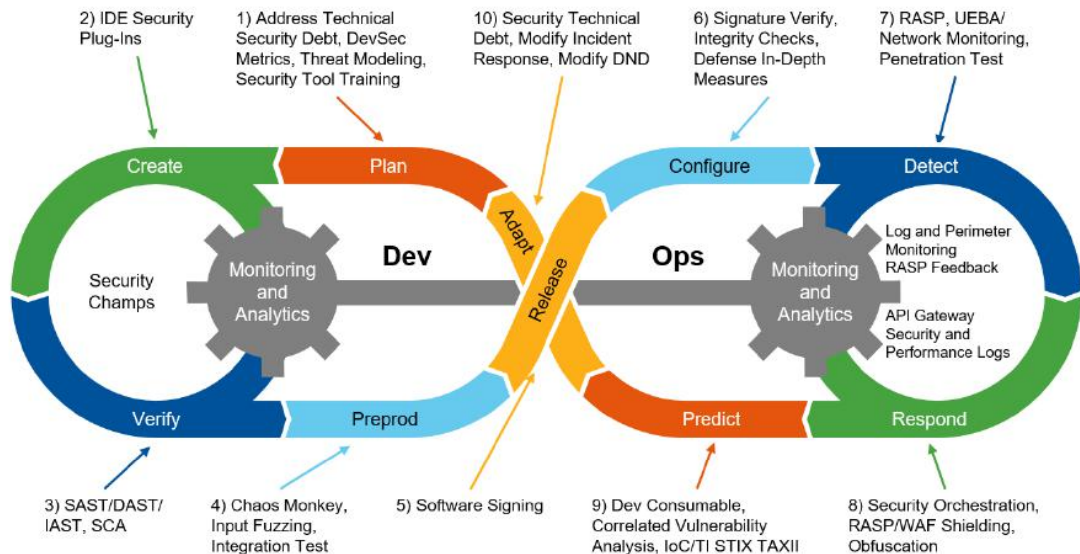 2) IDE Security
Plug-Ins
1) Address Technical
Security Debt, DevSec
Metrics, Threat Modeling,
Security Tool Training
10) Security Technical
Debt, Modify Incident
Response, Modify DND
6) Signature Verify,
Integrity Checks,
Defense In-Depth
Measures
7) RASP, UEBA/
Network Monitoring,
Penetration Test
Create
Plan
Adapt
Release
Configure
Detect
Security
Champs
Monitoring
and
Analytics
Dev
Ops
Monitoring
and
Analytics
Log and Perimeter
Monitoring
RASP Feedback
API Gateway
Security and
Performance Logs
Verify
Preprod
Predict
Respond
3) SAST/DAST/
IAST, SCA
4) Chaos Monkey,
Input Fuzzing,
Integration Test
5) Software Signing
9) Dev Consumable,
Correlated Vulnerability
Analysis, IoC/TI STIX TAXII
8) Security Orchestration,
RASP/WAF Shielding,
Obfuscation